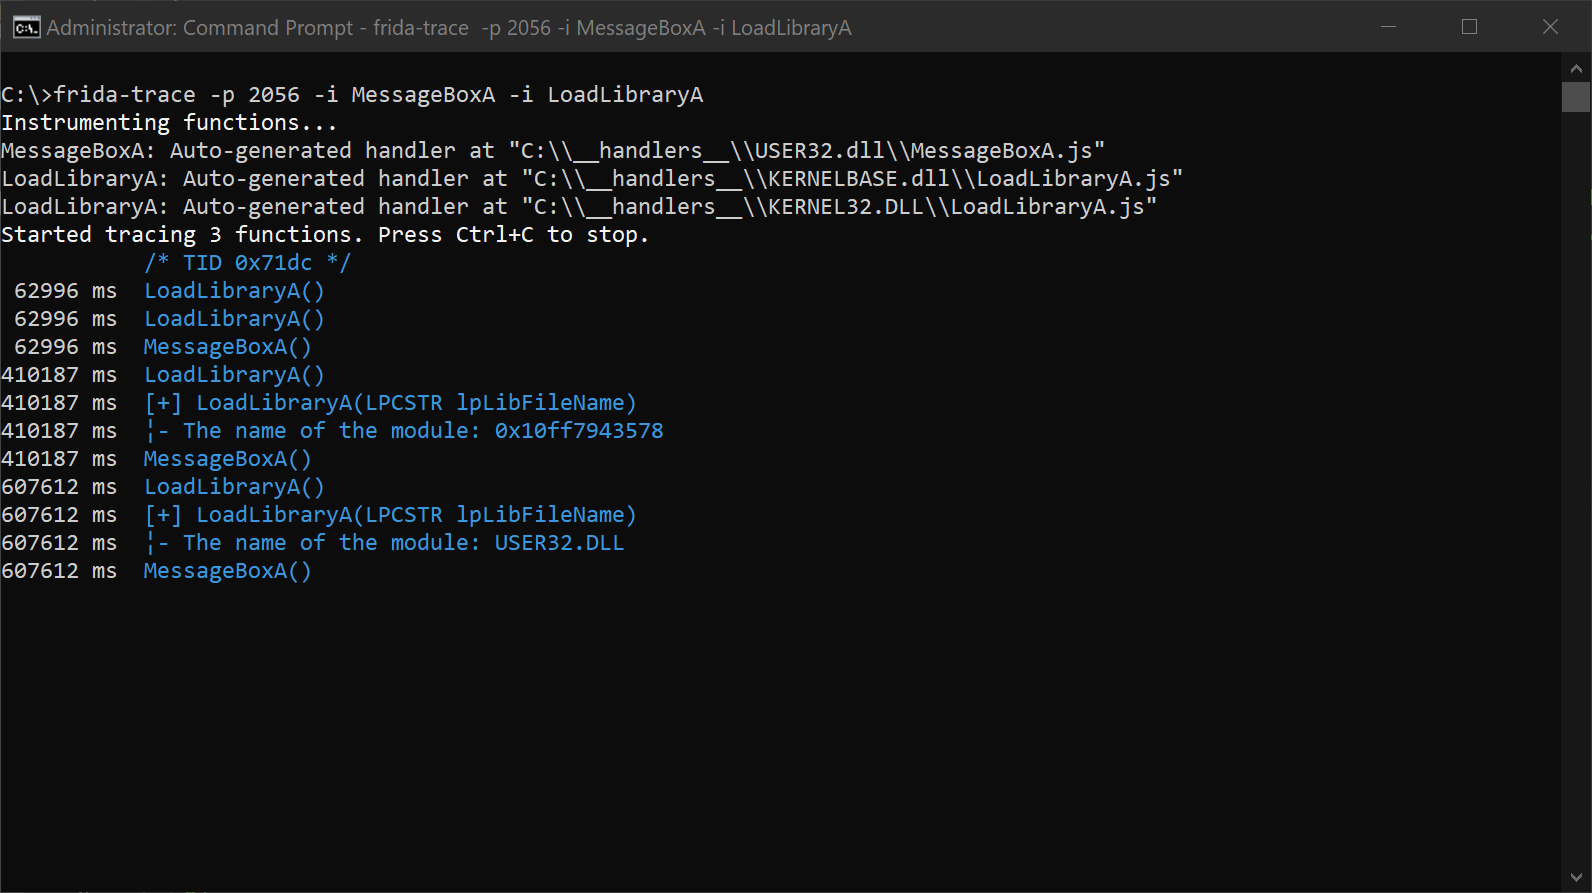 Administrator: Command Prompt - frida-trace  -p 2056 -i MessageBoxA -i LoadLibraryA
C:\>frida-trace -p 2056 -i MessageBoxA -i LoadLibraryA
Instrumenting functions...
MessageBoxA: Auto-generated handler at "C:\\__handlers__\\USER32.dll\\MessageBoxA.js"
LoadLibraryA: Auto-generated handler at "C:\\__handlers__\\KERNELBASE.dll\\LoadLibraryA.js"
LoadLibraryA: Auto-generated handler at "C:\\__handlers__\\KERNEL32.DLL\\LoadLibraryA.js"
Started tracing 3 functions. Press Ctrl+C to stop.
           /* TID 0x71dc */
 62996 ms  LoadLibraryA()
 62996 ms  LoadLibraryA()
 62996 ms  MessageBoxA()
410187 ms  LoadLibraryA()
410187 ms  [+] LoadLibraryA(LPCSTR lpLibFileName)
410187 ms  ¦- The name of the module: 0x10ff7943578
410187 ms  MessageBoxA()
607612 ms  LoadLibraryA()
607612 ms  [+] LoadLibraryA(LPCSTR lpLibFileName)
607612 ms  ¦- The name of the module: USER32.DLL
607612 ms  MessageBoxA()